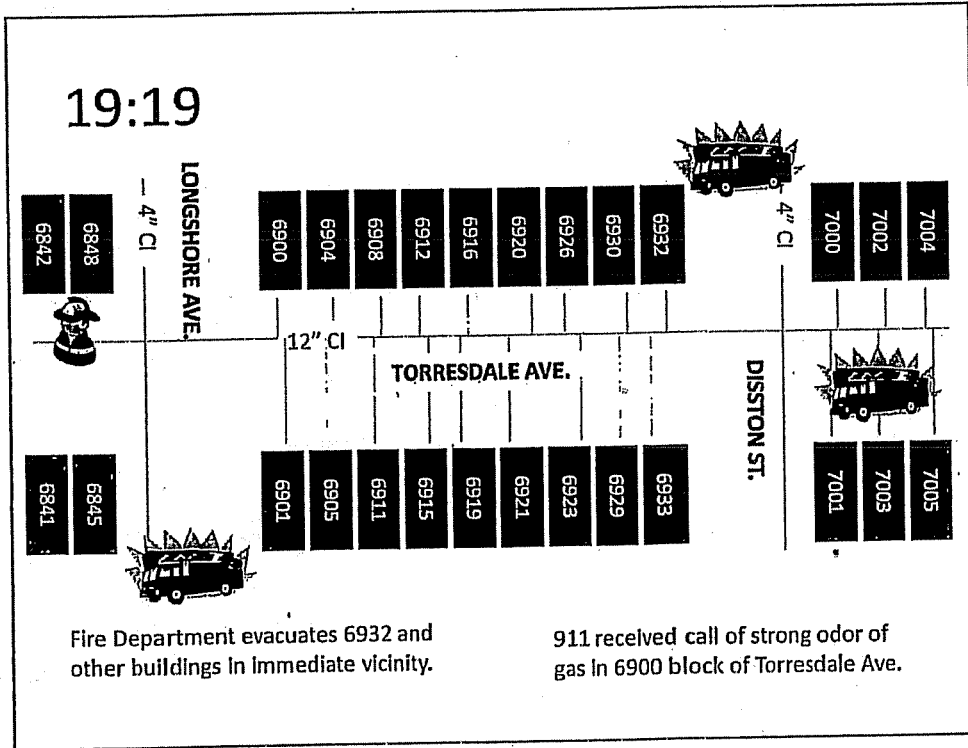 19:19
LONGSHORE AVE.
4" CI
4" CI
6842
6848
6900
6904
6908
6912
6916
6920
6926
6930
6932
7000
7002
7004
12" CI
TORRESDALE AVE.
DISSTON ST.
6841
6845
6901
6905
6911
6915
6919
6921
6923
6929
6933
7001
7003
7005
Fire Department evacuates 6932 and
other buildings in immediate vicinity.
911 received call of strong odor of
gas in 6900 block of Torresdale Ave.